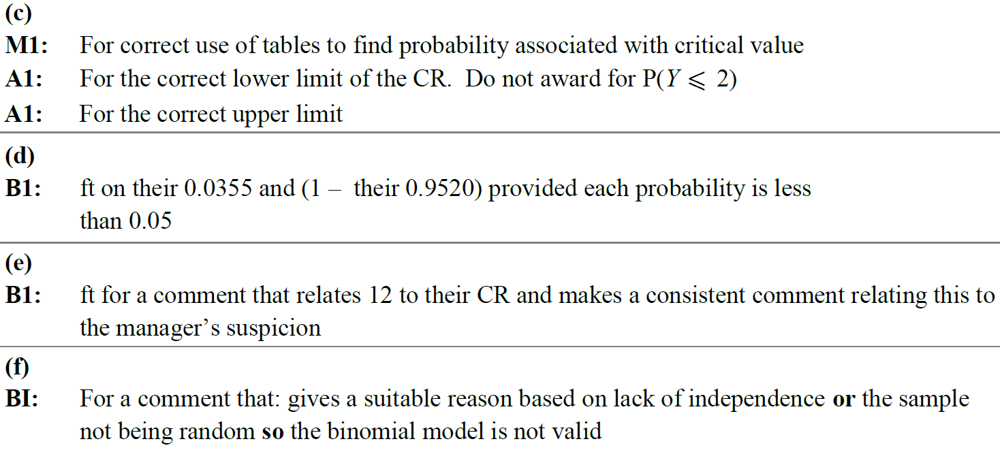 (c)
M1: For correct use of tables to find probability associated with critical value
A1: For the correct lower limit of the CR. Do not award for P(Y ⩽ 2)
A1: For the correct upper limit
(d)
B1: ft on their 0.0355 and (1 – their 0.9520) provided each probability is less
than 0.05
(e)
B1: ft for a comment that relates 12 to their CR and makes a consistent comment relating this to
the manager’s suspicion
(f)
BI: For a comment that: gives a suitable reason based on lack of independence or the sample
not being random so the binomial model is not valid